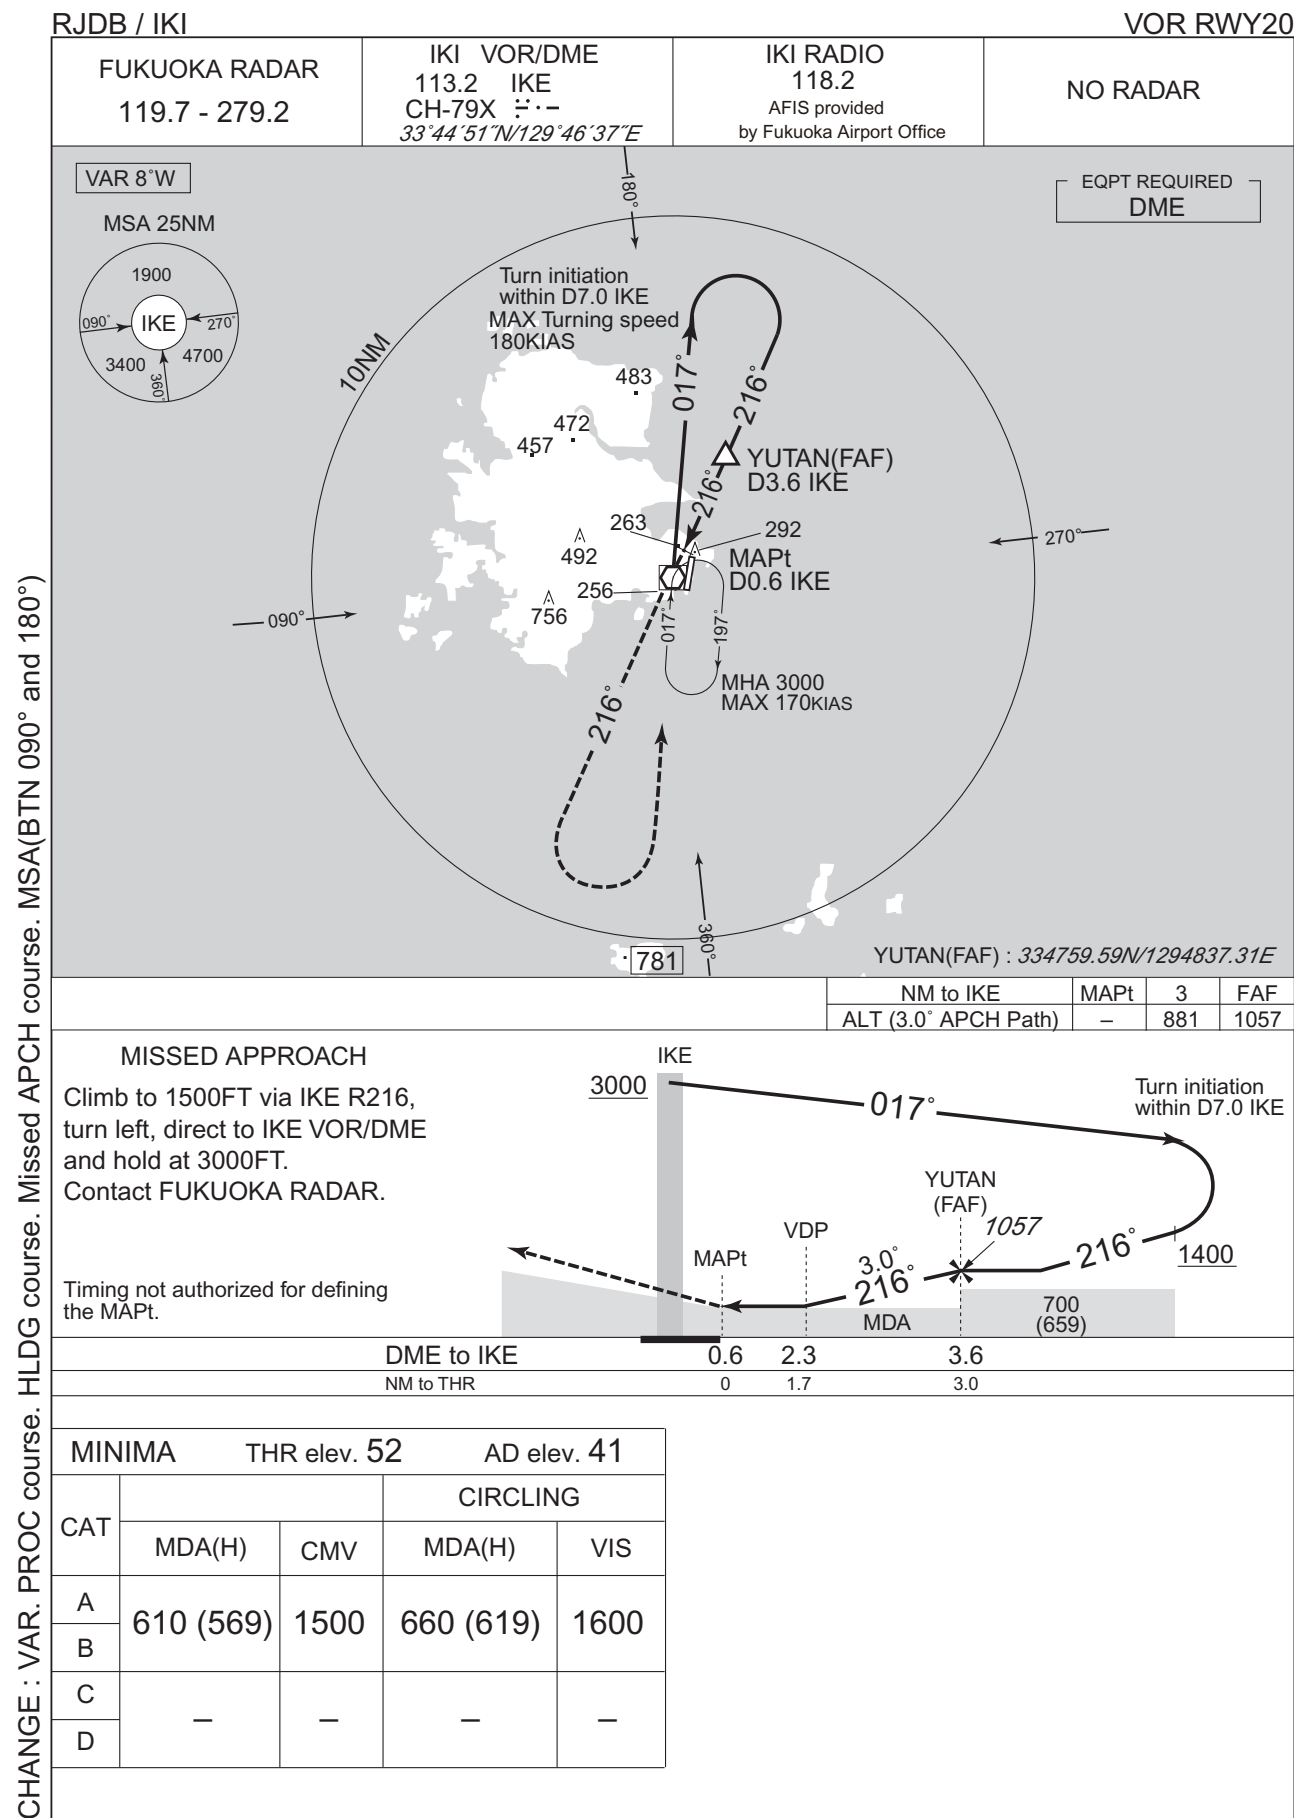 RJDB / IKI
VOR RWY20
FUKUOKA RADAR
119.7 - 279.2
IKI VOR/DME
113.2 IKE
CH-79X
33°44´51˝N/129°46´37˝E
IKI RADIO
118.2
AFIS provided
by Fukuoka Airport Office
NO RADAR
VAR 8°W
MSA 25NM
1900
090°
IKE
270°
3400
4700
360°
EQPT REQUIRED
DME
180°
Turn initiation
within D7.0 IKE
MAX Turning speed
180KIAS
10NM
017°
216°
483
472
457
YUTAN(FAF)
D3.6 IKE
216°
263
292
492
MAPt
D0.6 IKE
270°
256
756
090°
017°
197°
MHA 3000
MAX 170KIAS
216°
360°
781
YUTAN(FAF) : 334759.59N/1294837.31E
NM to IKE MAPt 3 FAF
ALT (3.0° APCH Path) – 881 1057
MISSED APPROACH
Climb to 1500FT via IKE R216,
turn left, direct to IKE VOR/DME
and hold at 3000FT.
Contact FUKUOKA RADAR.
Timing not authorized for defining
the MAPt.
IKE
3000
017°
Turn initiation
within D7.0 IKE
YUTAN
(FAF)
1057
VDP
MAPt
3.0°
216°
216°
1400
MDA
700
(659)
DME to IKE 0.6 2.3 3.6
NM to THR 0 1.7 3.0
MINIMA THR elev. 52 AD elev. 41
CAT
CIRCLING
MDA(H) CMV MDA(H) VIS
A
B
610 (569) 1500 660 (619) 1600
C
D
– – – –
CHANGE : VAR. PROC course. HLDG course. Missed APCH course. MSA(BTN 090° and 180°)